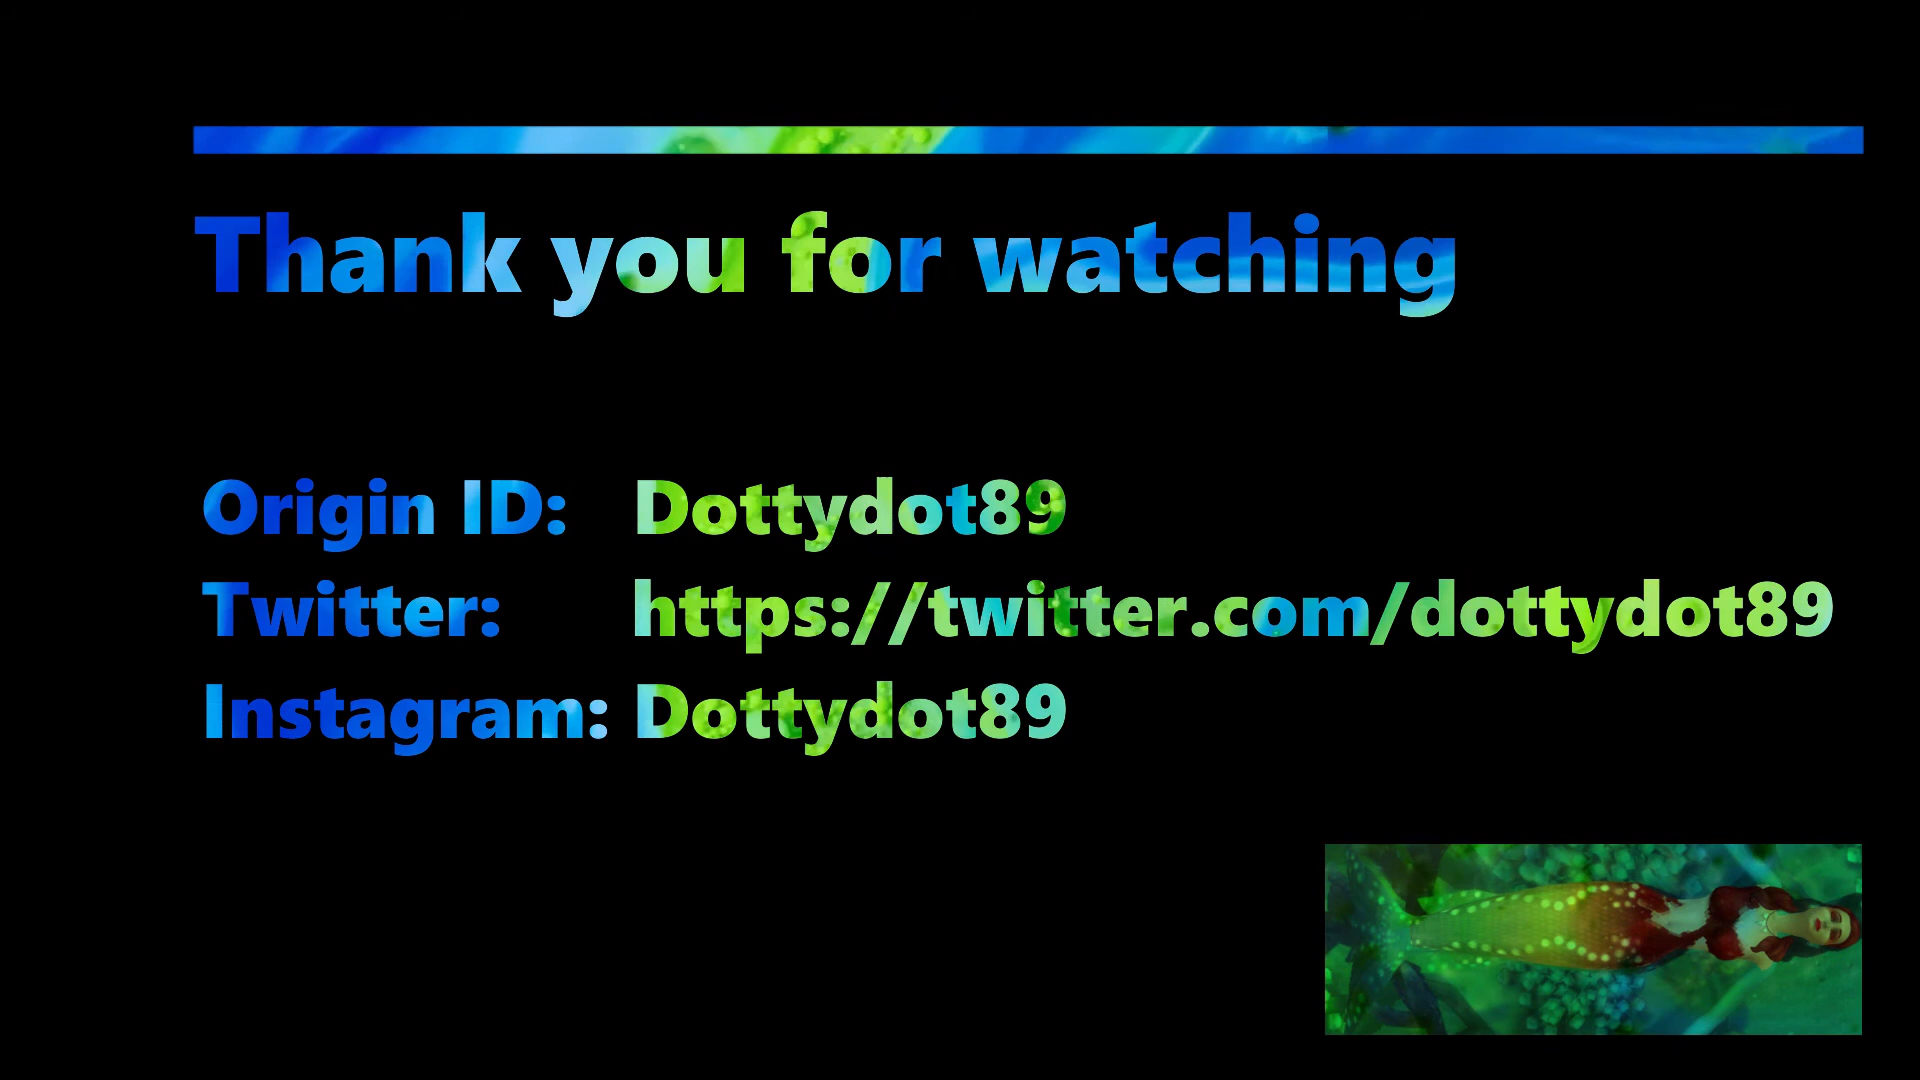 Thank you for watching
Origin ID: Dottydot89
Twitter: https://twitter.com/dottydot89
Instagram: Dottydot89